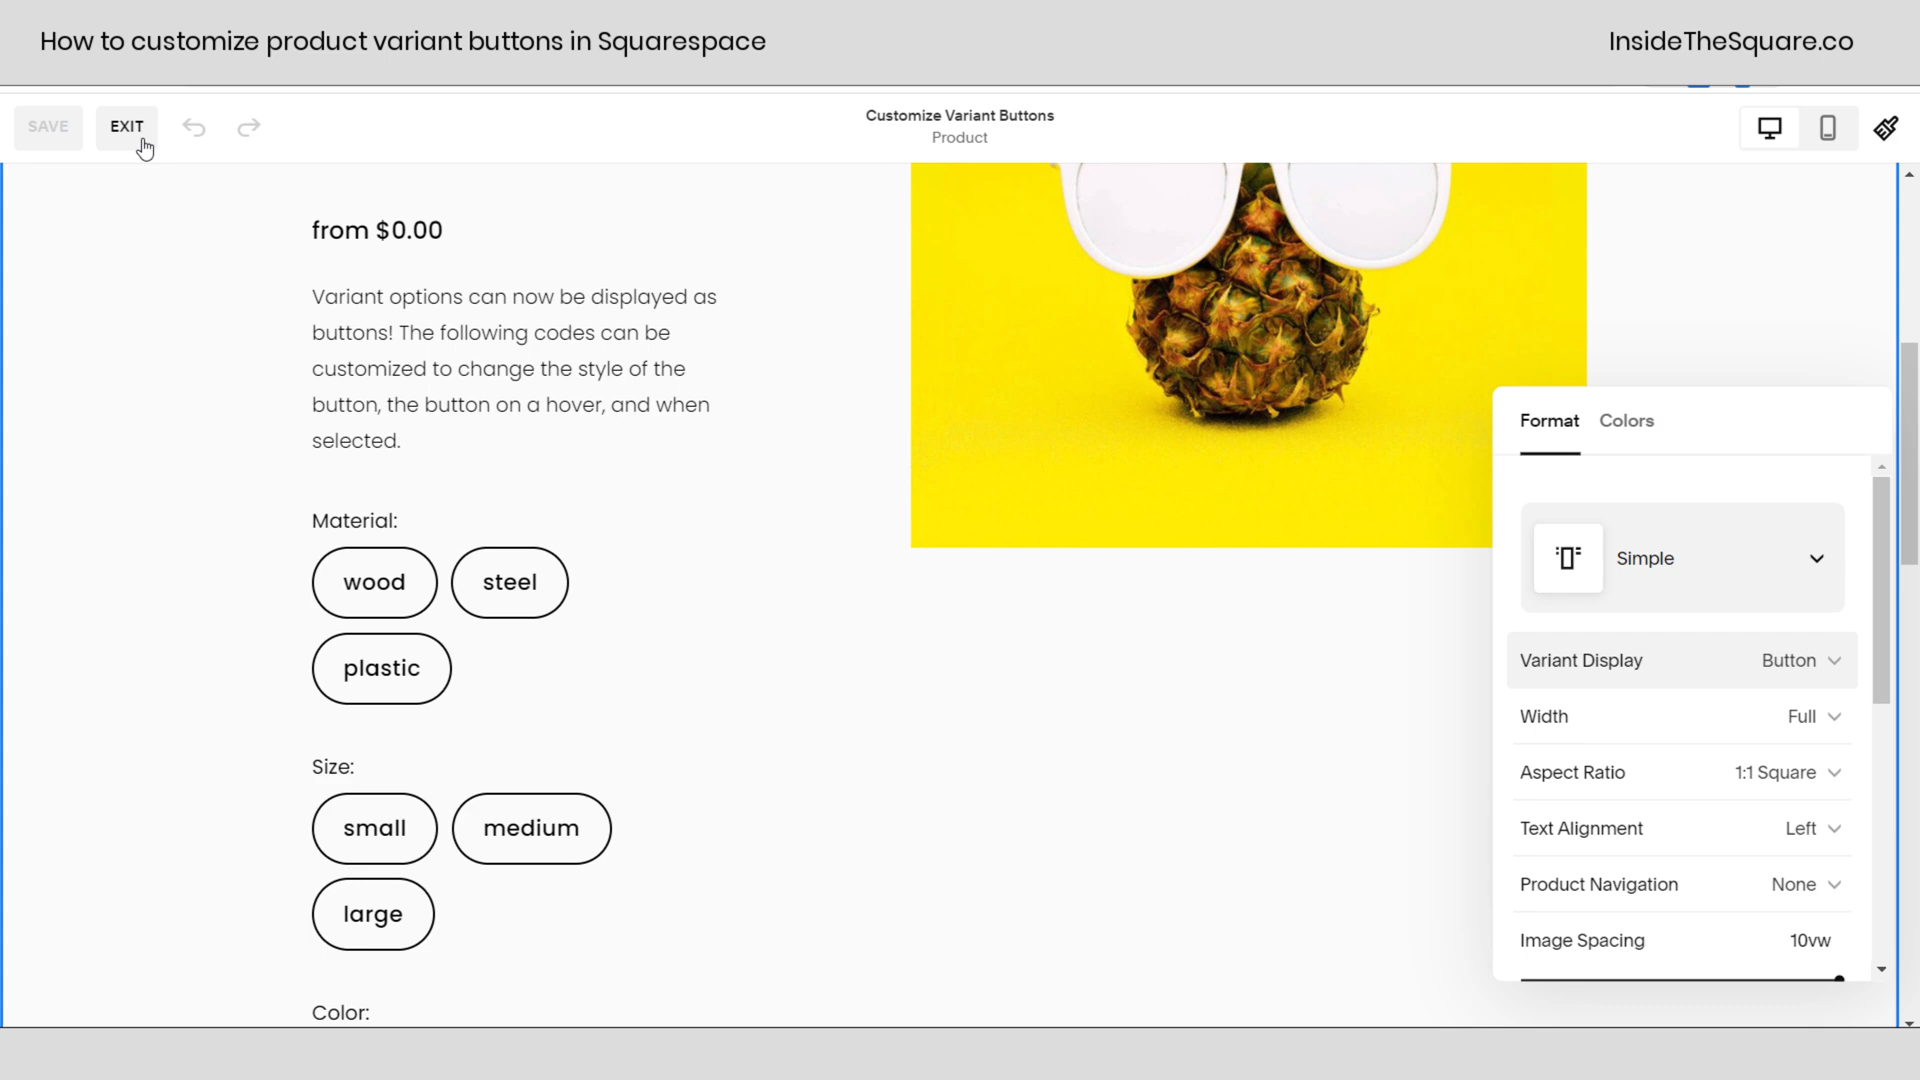 How to customize product variant buttons in Squarespace
InsideTheSquare.co
SAVE
EXIT
Customize Variant Buttons
Product
from $0.00
Variant options can now be displayed as
buttons! The following codes can be
customized to change the style of the
button, the button on a hover, and when
selected.
Material:
wood
steel
plastic
Size:
small
medium
large
Color:
Format
Colors
Simple
Variant Display
Button
Width
Full
Aspect Ratio
1:1 Square
Text Alignment
Left
Product Navigation
None
Image Spacing
10vw